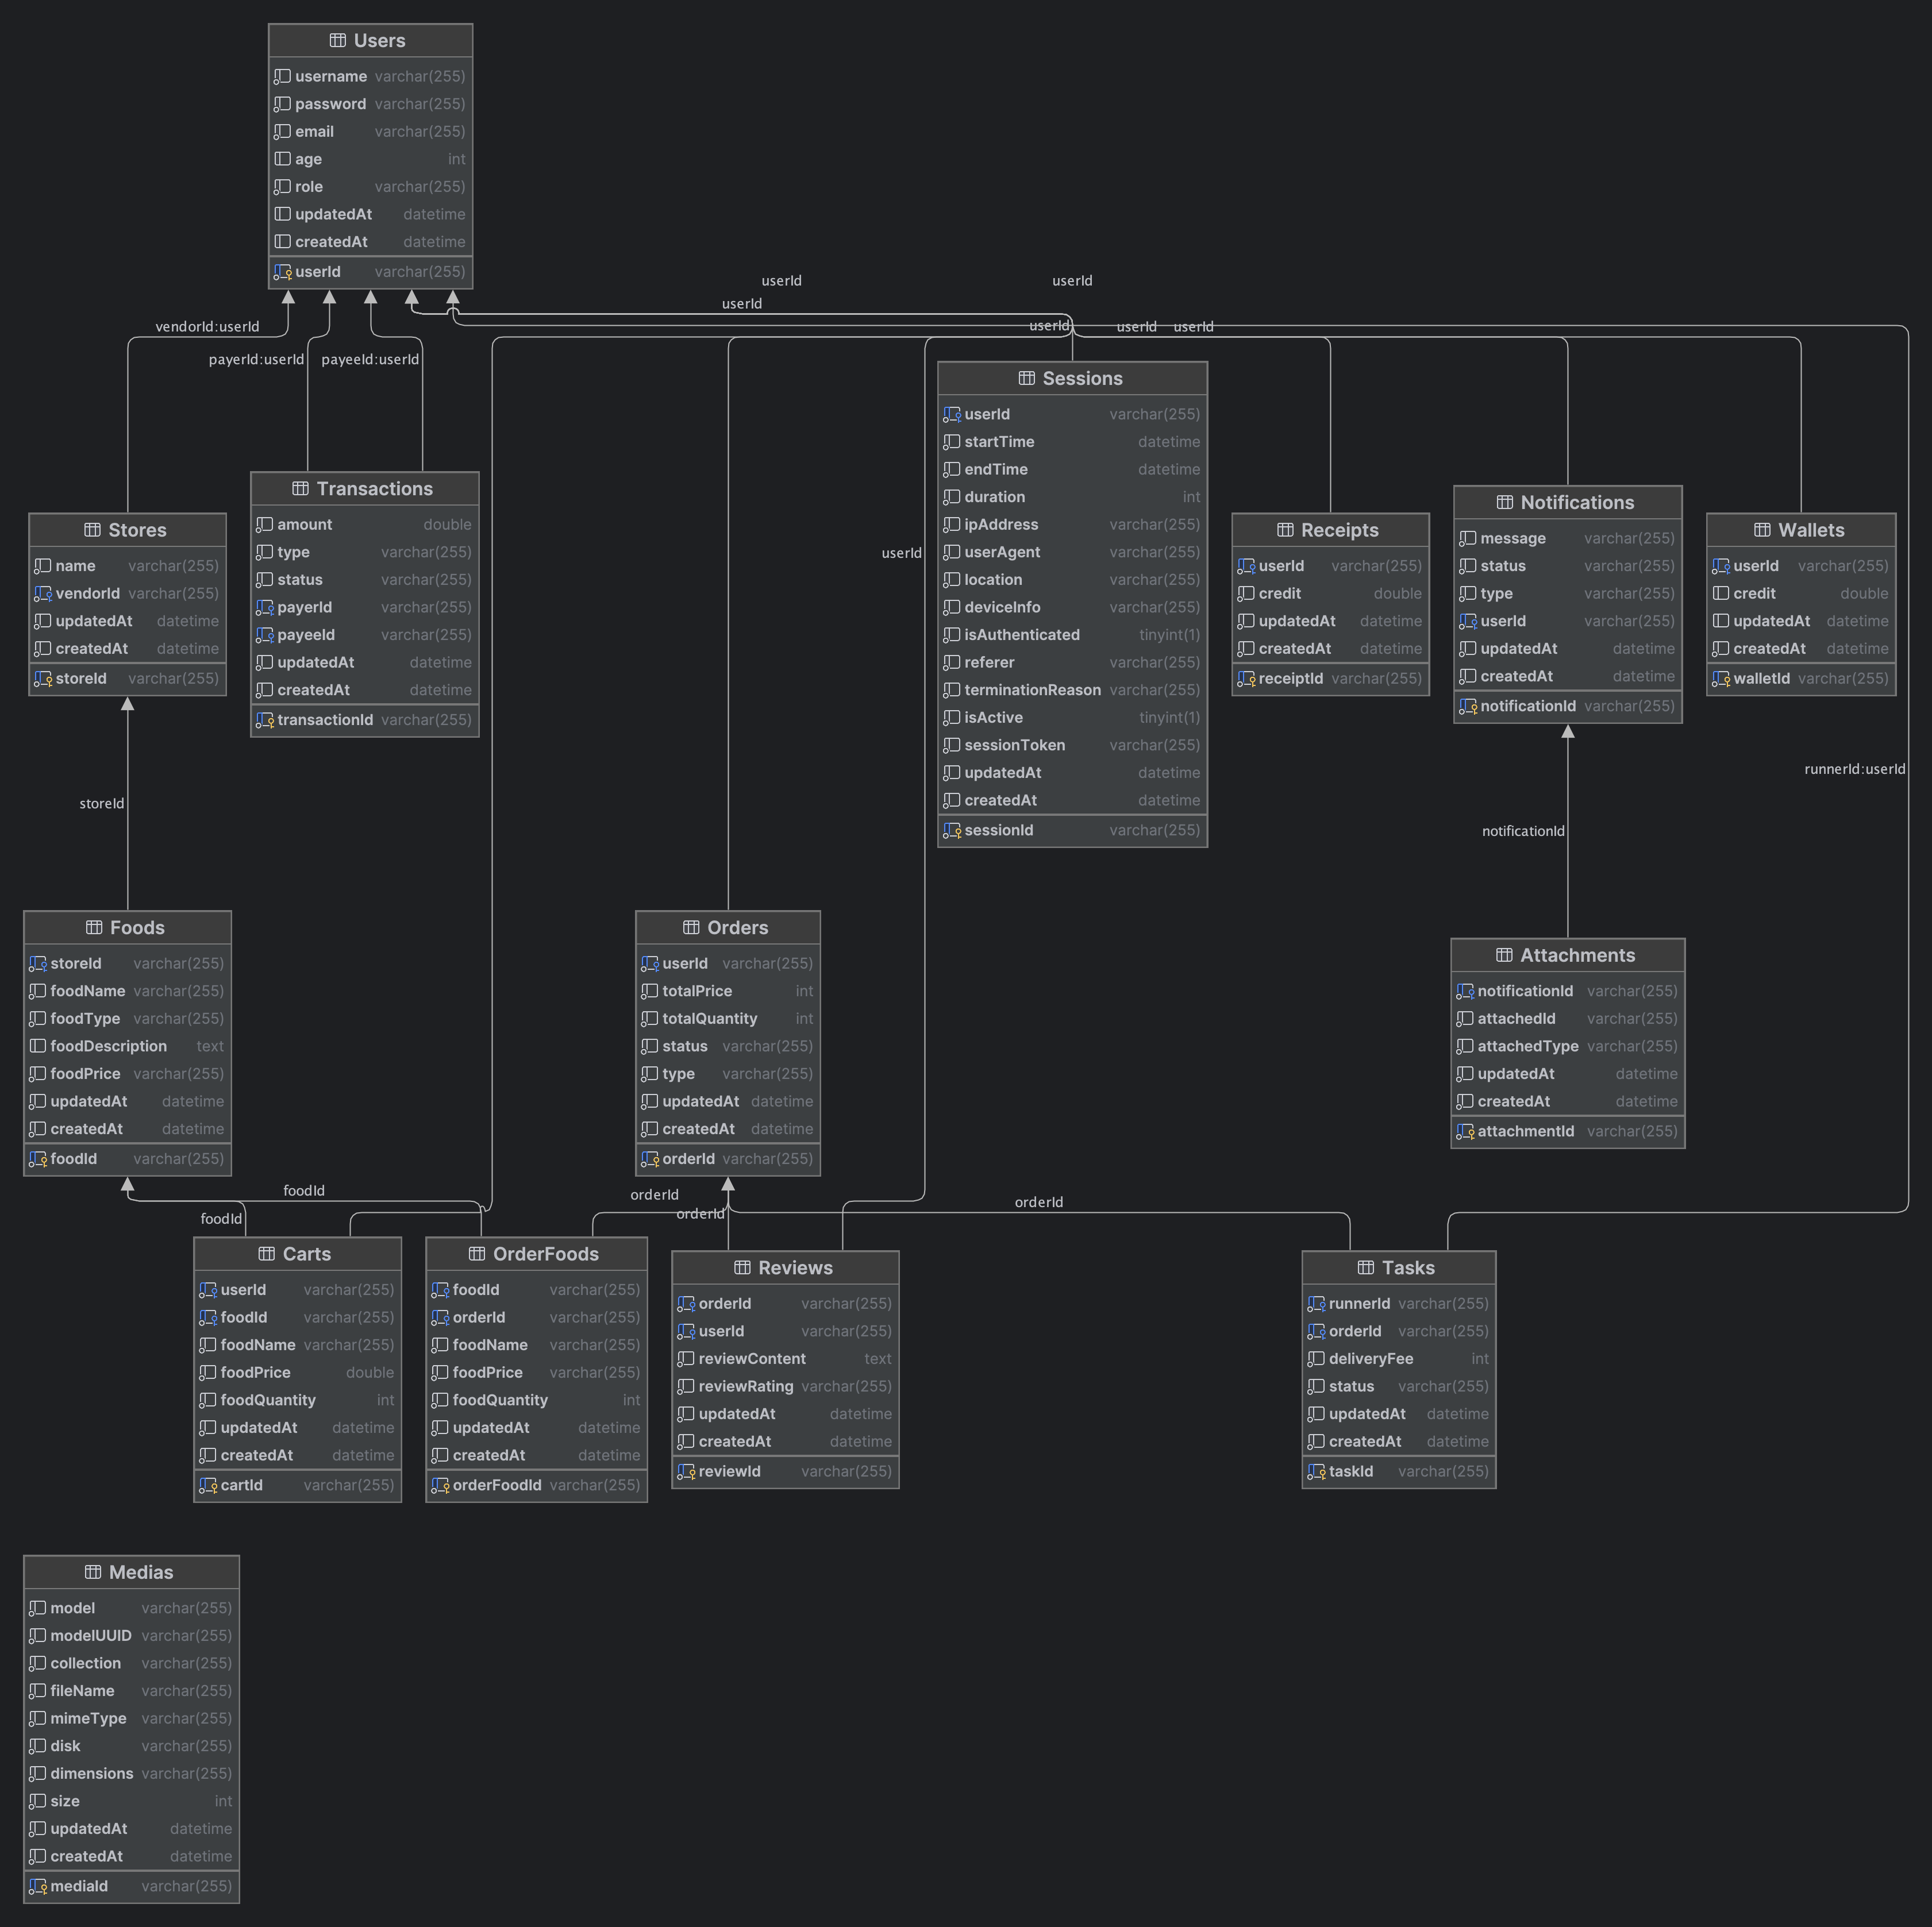 Users
username varchar(255)
password varchar(255)
email varchar(255)
age int
role varchar(255)
updatedAt datetime
createdAt datetime
userId varchar(255)
userId
userId
userId
vendorId:userId
userId
userId
userId
payerId:userId
payeeId:userId
Sessions
userId varchar(255)
startTime datetime
endTime datetime
duration int
ipAddress varchar(255)
userAgent varchar(255)
location varchar(255)
deviceInfo varchar(255)
isAuthenticated tinyint(1)
referer varchar(255)
terminationReason varchar(255)
isActive tinyint(1)
sessionToken varchar(255)
updatedAt datetime
createdAt datetime
sessionId varchar(255)
Transactions
amount double
type varchar(255)
status varchar(255)
payerId varchar(255)
payeeId varchar(255)
updatedAt datetime
createdAt datetime
transactionId varchar(255)
Stores
name varchar(255)
vendorId varchar(255)
updatedAt datetime
createdAt datetime
storeId varchar(255)
userId
Receipts
userId varchar(255)
credit double
updatedAt datetime
createdAt datetime
receiptId varchar(255)
Notifications
message varchar(255)
status varchar(255)
type varchar(255)
userId varchar(255)
updatedAt datetime
createdAt datetime
notificationId varchar(255)
Wallets
userId varchar(255)
credit double
updatedAt datetime
createdAt datetime
walletId varchar(255)
runnerId:userId
storeId
notificationId
Foods
storeId varchar(255)
foodName varchar(255)
foodType varchar(255)
foodDescription text
foodPrice varchar(255)
updatedAt datetime
createdAt datetime
foodId varchar(255)
Orders
userId varchar(255)
totalPrice int
totalQuantity int
status varchar(255)
type varchar(255)
updatedAt datetime
createdAt datetime
orderId varchar(255)
Attachments
notificationId varchar(255)
attachedId varchar(255)
attachedType varchar(255)
updatedAt datetime
createdAt datetime
attachmentId varchar(255)
foodId
orderId
orderId
foodId
orderId
Carts
userId varchar(255)
foodId varchar(255)
foodName varchar(255)
foodPrice double
foodQuantity int
updatedAt datetime
createdAt datetime
cartId varchar(255)
OrderFoods
foodId varchar(255)
orderId varchar(255)
foodName varchar(255)
foodPrice varchar(255)
foodQuantity int
updatedAt datetime
createdAt datetime
orderFoodId varchar(255)
Reviews
orderId varchar(255)
userId varchar(255)
reviewContent text
reviewRating varchar(255)
updatedAt datetime
createdAt datetime
reviewId varchar(255)
Tasks
runnerId varchar(255)
orderId varchar(255)
deliveryFee int
status varchar(255)
updatedAt datetime
createdAt datetime
taskId varchar(255)
Medias
model varchar(255)
modelUUID varchar(255)
collection varchar(255)
fileName varchar(255)
mimeType varchar(255)
disk varchar(255)
dimensions varchar(255)
size int
updatedAt datetime
createdAt datetime
mediaId varchar(255)